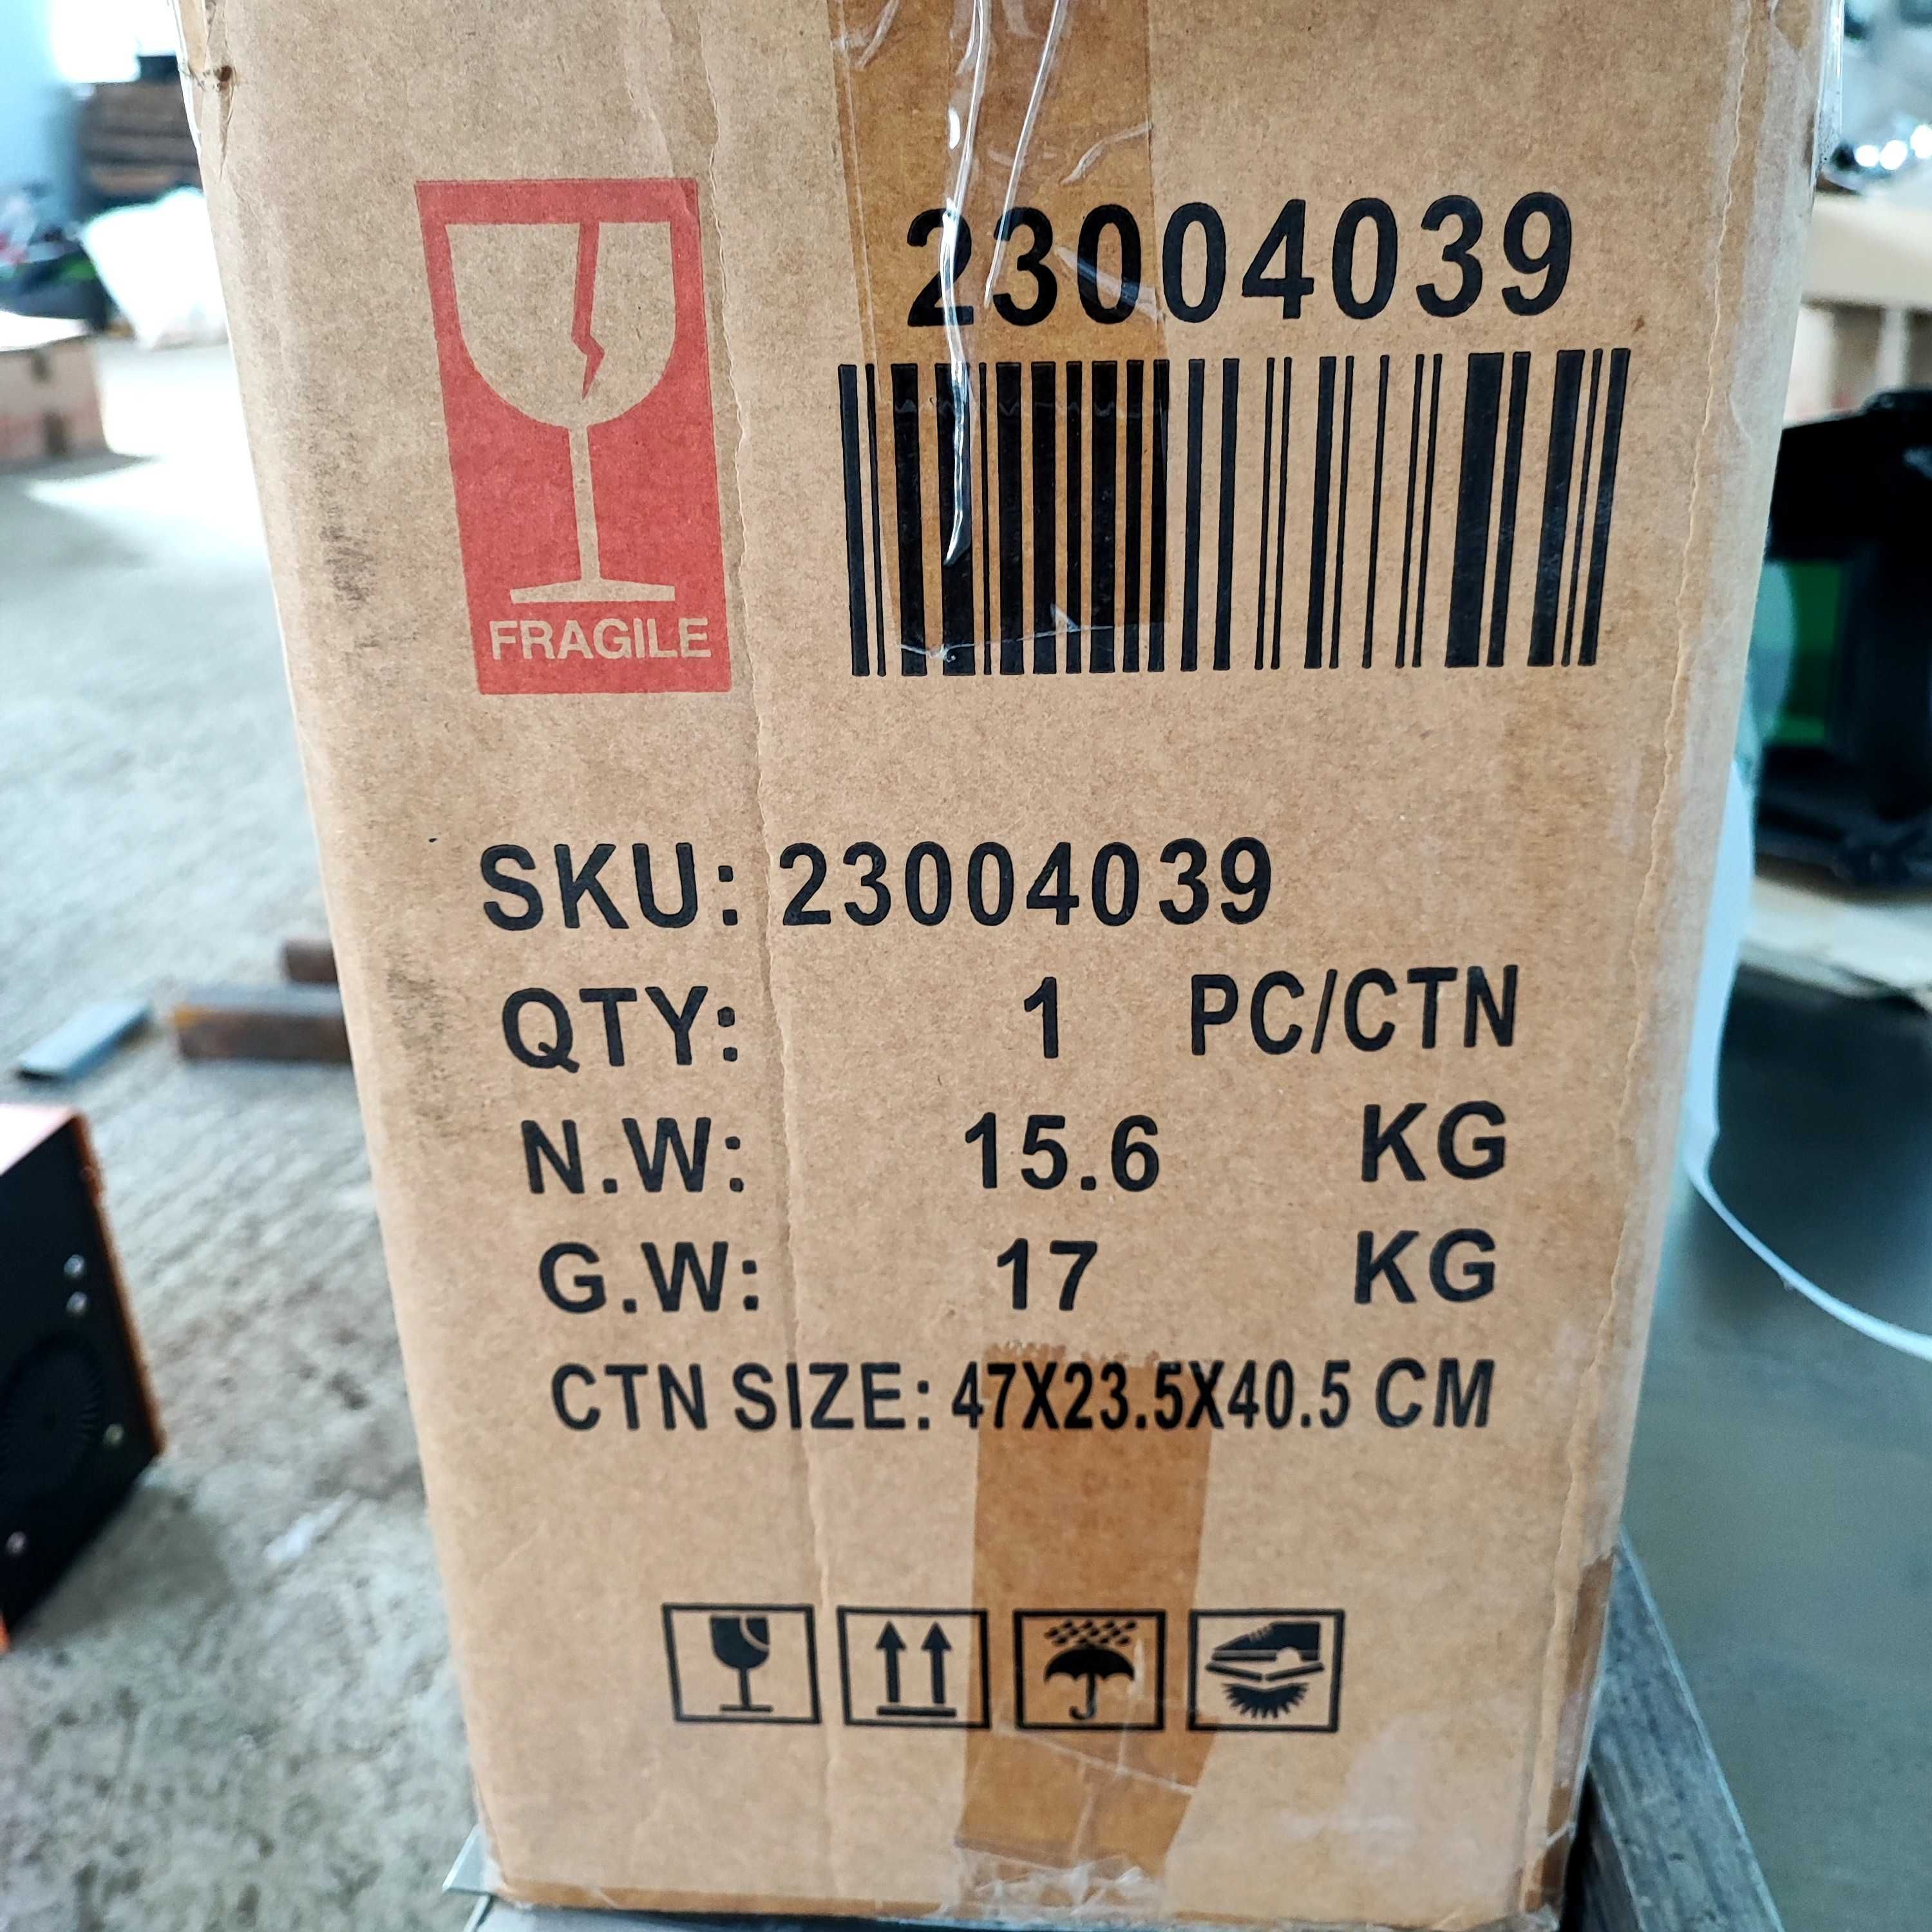 23004039
FRAGILE
SKU: 23004039
QTY: 1 PC/CTN
N.W: 15.6 KG
G.W: 17 KG
CTN SIZE: 47X23.5X40.5 CM